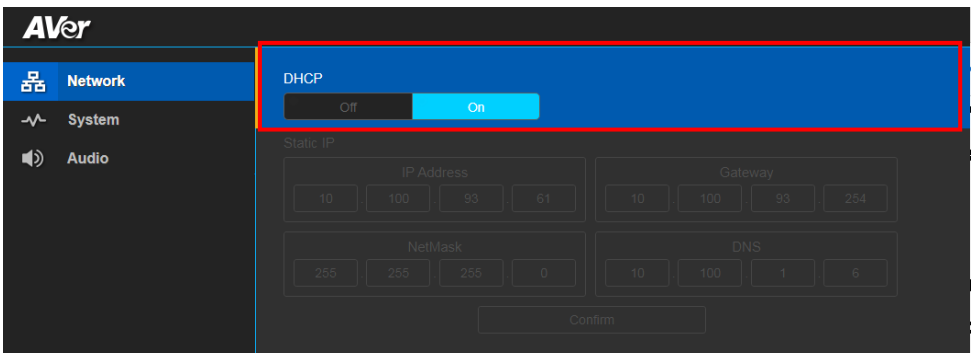 AVer
Network
System
Audio
DHCP
Off On
Static IP
IP Address Gateway
10 . 100 . 93 . 61 10 . 100 . 93 . 254
NetMask DNS
255 . 255 . 255 . 0 10 . 100 . 1 . 6
Confirm